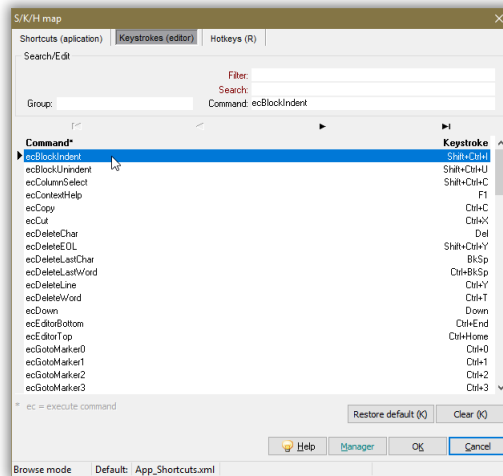 S/K/H map
Shortcuts (aplication) Keystrokes (editor) Hotkeys (R)
Search/Edit
Filter:
Search:
Group: Command: ecBlockIndent
Command* Keystroke
ecBlockIndent Shift+Ctrl+I
ecBlockUnindent Shift+Ctrl+U
ecColumnSelect Shift+Ctrl+C
ecContextHelp F1
ecCopy Ctrl+C
ecCut Ctrl+X
ecDeleteChar Del
ecDeleteEOL Shift+Ctrl+Y
ecDeleteLastChar BkSp
ecDeleteLastWord Ctrl+BkSp
ecDeleteLine Ctrl+Y
ecDeleteWord Ctrl+T
ecDown Down
ecEditorBottom Ctrl+End
ecEditorTop Ctrl+Home
ecGotoMarker0 Ctrl+0
ecGotoMarker1 Ctrl+1
ecGotoMarker2 Ctrl+2
ecGotoMarker3 Ctrl+3
* ec = execute command
Restore default (K) Clear (K)
Help Manager OK Cancel
Browse mode Default: App_Shortcuts.xml